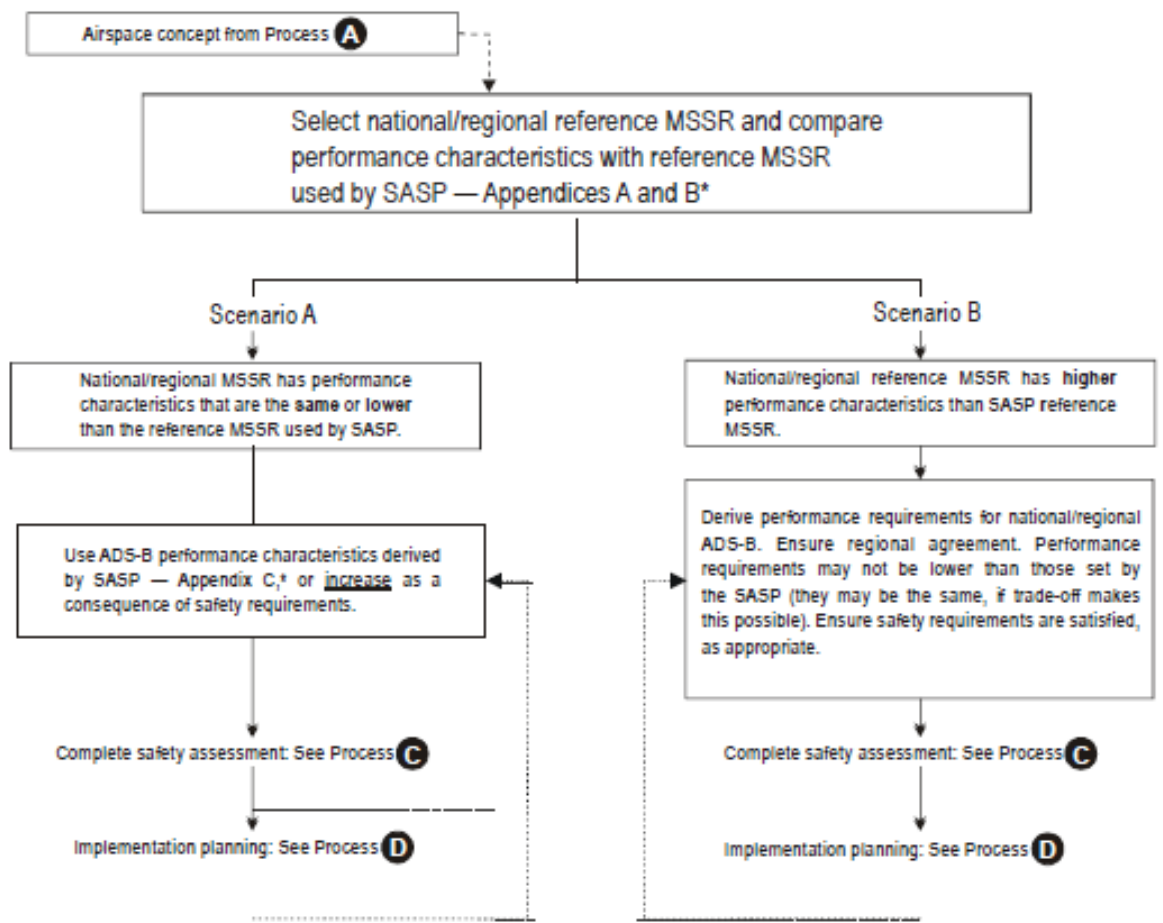 Airspace concept from Process A
Select national/regional reference MSSR and compare
performance characteristics with reference MSSR
used by SASP — Appendices A and B*
Scenario A
Scenario B
National/regional MSSR has performance
characteristics that are the same or lower
than the reference MSSR used by SASP.
National/regional reference MSSR has higher
performance characteristics than SASP reference
MSSR.
Use ADS-B performance characteristics derived
by SASP — Appendix C,* or increase as a
consequence of safety requirements.
Derive performance requirements for national/regional
ADS-B. Ensure regional agreement. Performance
requirements may not be lower than those set by
the SASP (they may be the same, if trade-off makes
this possible). Ensure safety requirements are satisfied,
as appropriate.
Complete safety assessment: See Process C
Complete safety assessment: See Process C
Implementation planning: See Process D
Implementation planning: See Process D